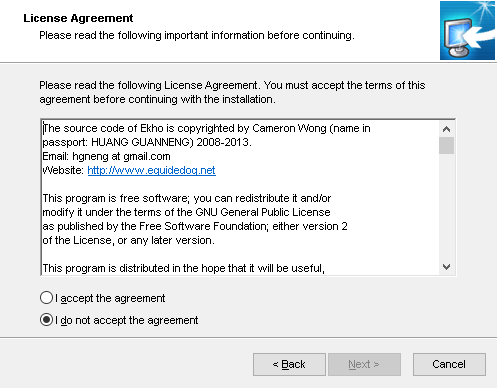 License Agreement
Please read the following important information before continuing.
Please read the following License Agreement. You must accept the terms of this
agreement before continuing with the installation.
The source code of Ekho is copyrighted by Cameron Wong (name in
passport: HUANG GUANNENG) 2008-2013.
Email: hgneng at gmail.com
Website: http://www.eguidedog.net
This program is free software; you can redistribute it and/or
modify it under the terms of the GNU General Public License
as published by the Free Software Foundation; either version 2
of the License, or any later version.
This program is distributed in the hope that it will be useful,
I accept the agreement
I do not accept the agreement
< Back
Next >
Cancel